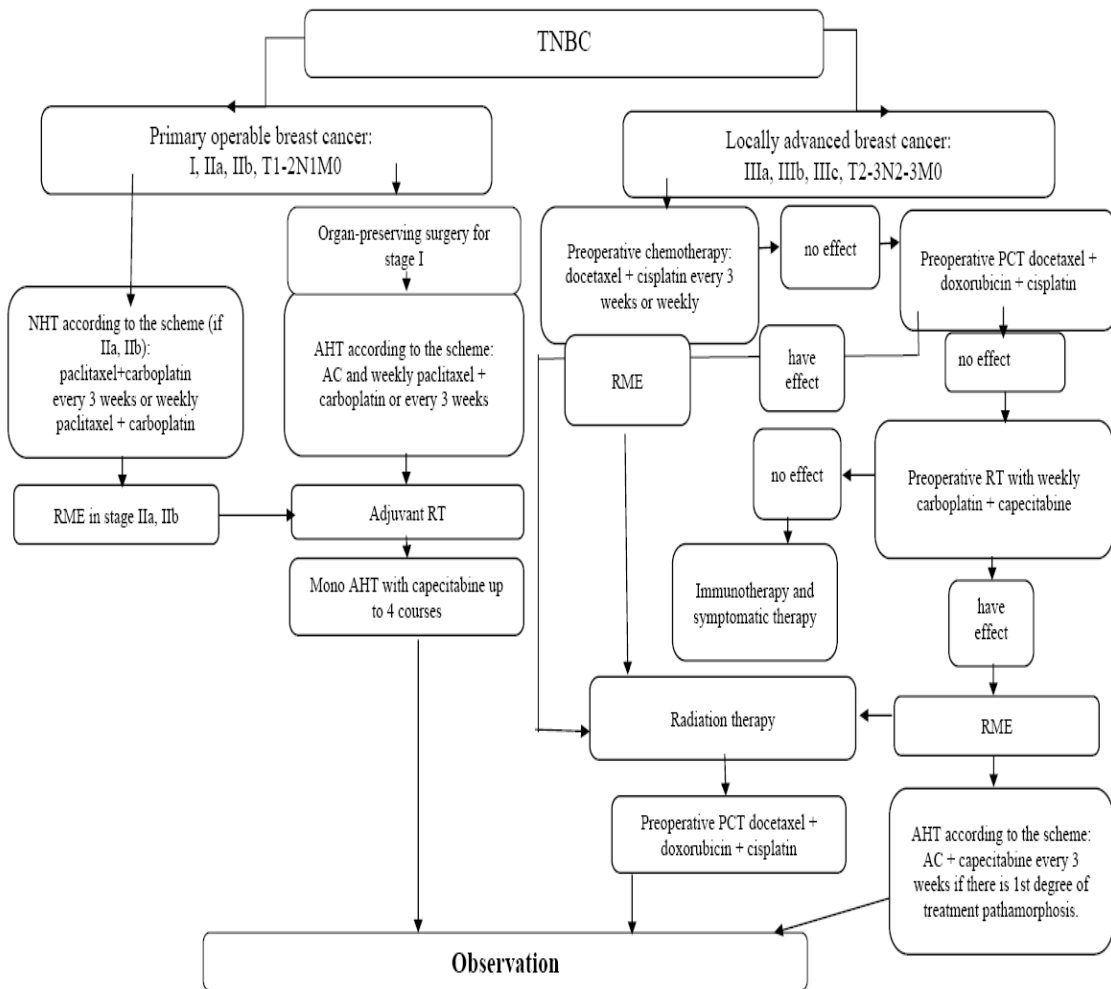 TNBC
Primary operable breast cancer:
I, IIa, IIb, T1-2N1M0
Locally advanced breast cancer:
IIIa, IIIb, IIIc, T2-3N2-3M0
Organ-preserving surgery for
stage I
Preoperative chemotherapy:
docetaxel + cisplatin every 3
weeks or weekly
no effect
Preoperative PCT docetaxel +
doxorubicin + cisplatin
NHT according to the scheme (if
IIa, IIb):
paclitaxel+carboplatin
every 3 weeks or weekly
paclitaxel + carboplatin
AHT according to the scheme:
AC and weekly paclitaxel +
carboplatin or every 3 weeks
RME
have
effect
no effect
no effect
Preoperative RT with weekly
carboplatin + capecitabine
RME in stage IIa, IIb
Adjuvant RT
Mono AHT with capecitabine up
to 4 courses
Immunotherapy and
symptomatic therapy
have
effect
Radiation therapy
RME
Preoperative PCT docetaxel +
doxorubicin + cisplatin
AHT according to the scheme:
AC + capecitabine every 3
weeks if there is 1st degree of
treatment pathamorphosis.
Observation